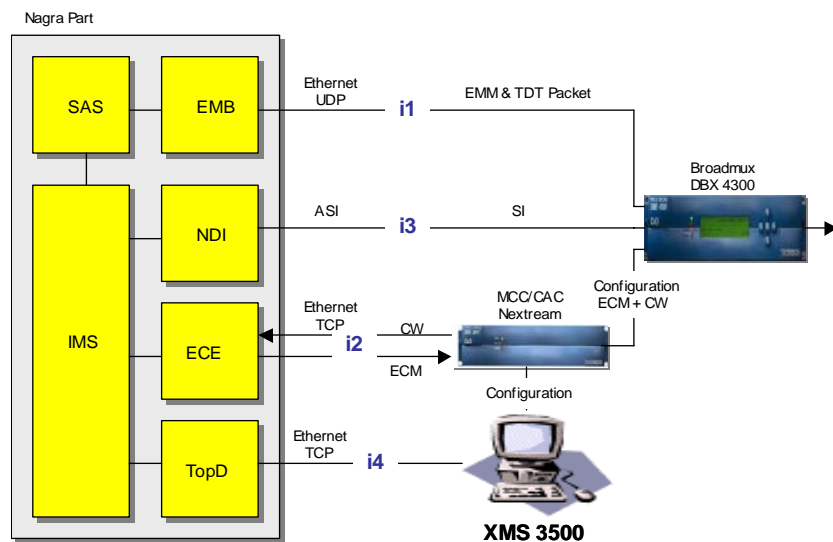 Nagra Part
SAS
EMB
Ethernet
UDP
i1
EMM & TDT Packet
Broadmux
DBX 4300
NDI
ASI
i3
SI
IMS
ECE
Ethernet
TCP
CW
i2
ECM
MCC/CAC
Nextream
Configuration
ECM + CW
Configuration
TopD
Ethernet
TCP
i4
XMS 3500